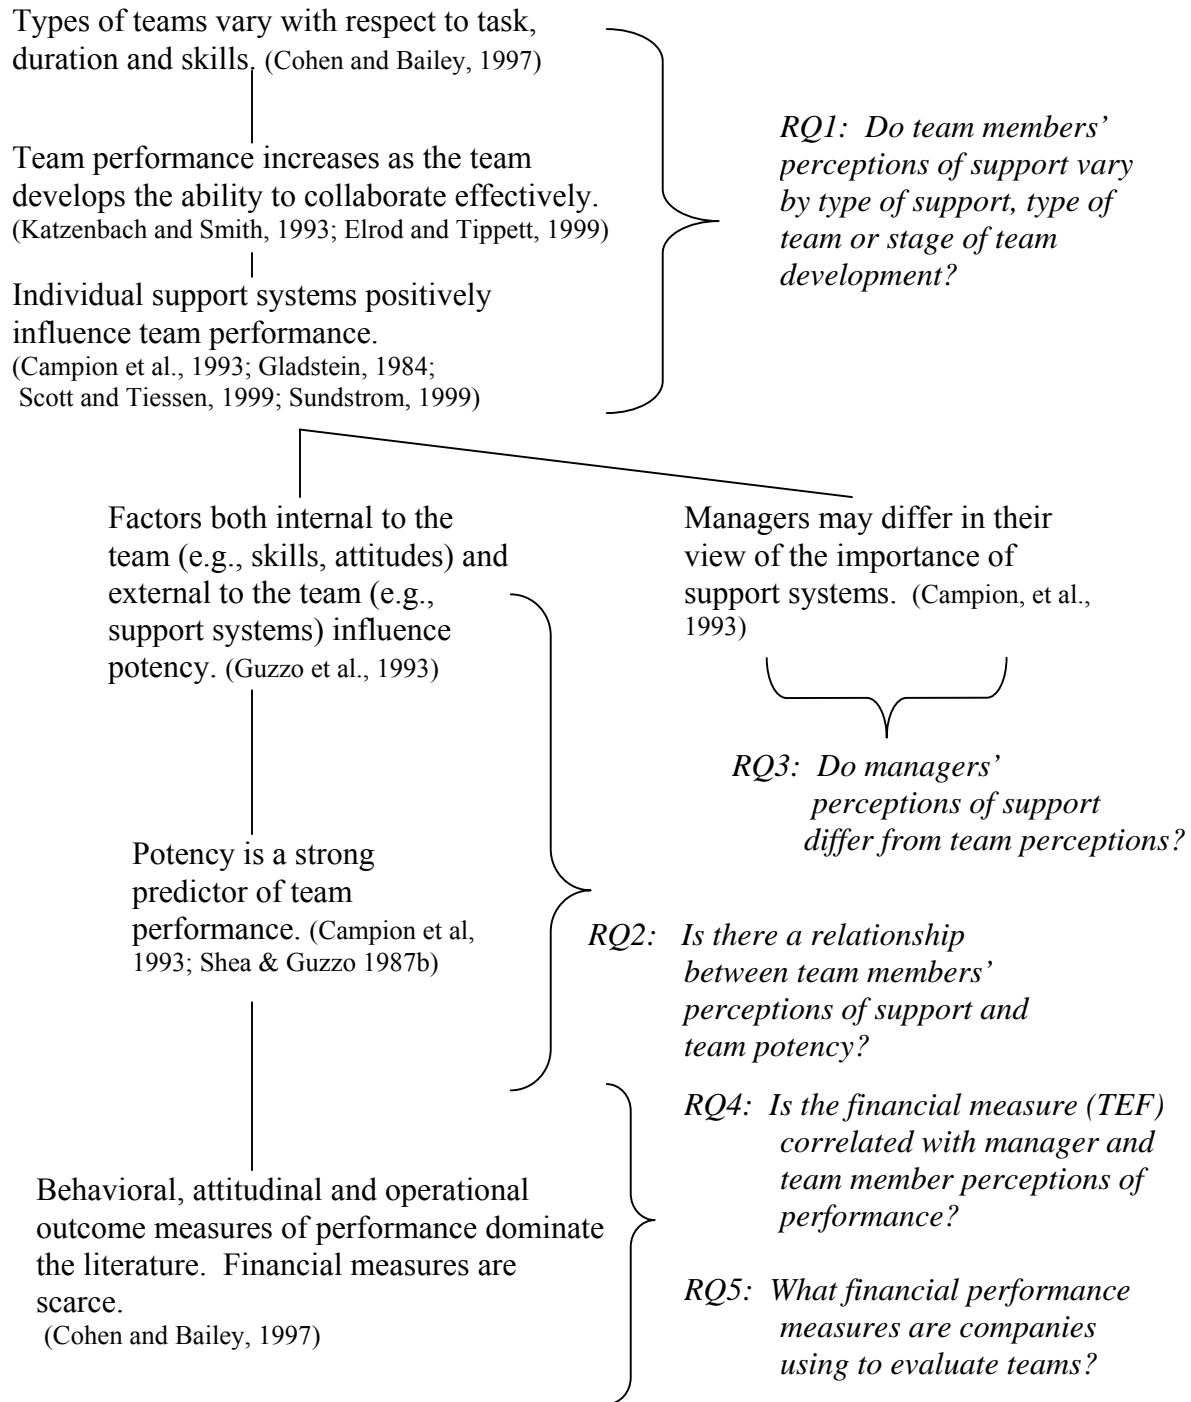 Types of teams vary with respect to task,
duration and skills. (Cohen and Bailey, 1997)
Team performance increases as the team
develops the ability to collaborate effectively.
(Katzenbach and Smith, 1993; Elrod and Tippett, 1999)
Individual support systems positively
influence team performance.
(Campion et al., 1993; Gladstein, 1984;
Scott and Tiessen, 1999; Sundstrom, 1999)
RQ1: Do team members’
perceptions of support vary
by type of support, type of
team or stage of team
development?
Factors both internal to the
team (e.g., skills, attitudes) and
external to the team (e.g.,
support systems) influence
potency. (Guzzo et al., 1993)
Managers may differ in their
view of the importance of
support systems. (Campion, et al.,
1993)
RQ3: Do managers’
perceptions of support
differ from team perceptions?
Potency is a strong
predictor of team
performance. (Campion et al,
1993; Shea & Guzzo 1987b)
RQ2: Is there a relationship
between team members’
perceptions of support and
team potency?
Behavioral, attitudinal and operational
outcome measures of performance dominate
the literature. Financial measures are
scarce.
(Cohen and Bailey, 1997)
RQ4: Is the financial measure (TEF)
correlated with manager and
team member perceptions of
performance?
RQ5: What financial performance
measures are companies
using to evaluate teams?